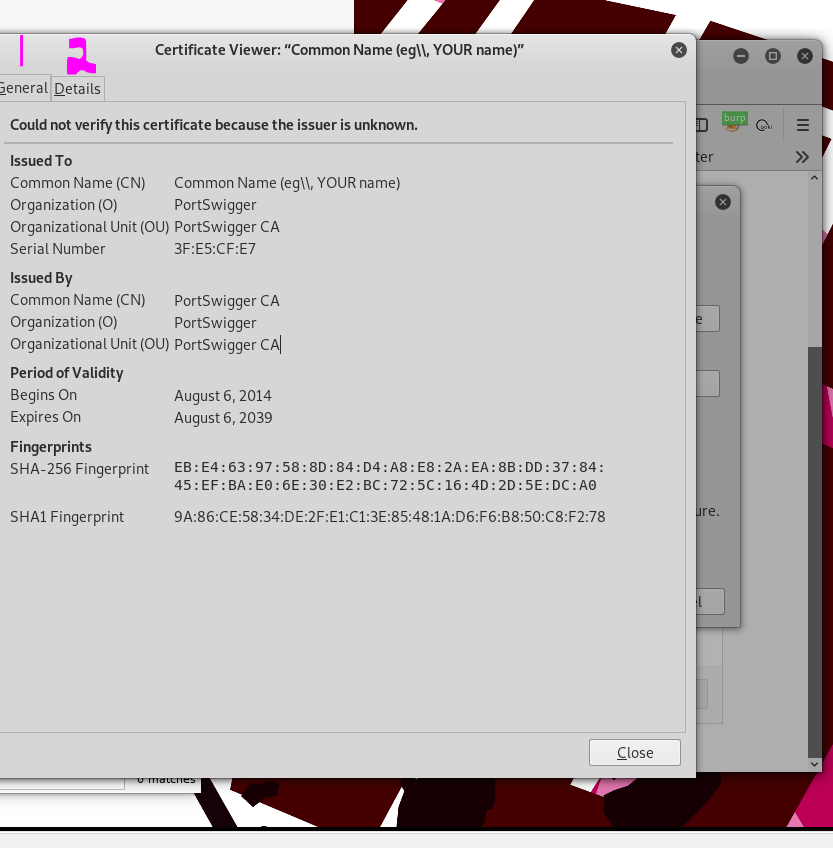 1 2
Certificate Viewer: “Common Name (eg\\, YOUR name)”
General Details
burp
Could not verify this certificate because the issuer is unknown.
Issued To
Common Name (CN) Common Name (eg\\, YOUR name)
Organization (O) PortSwigger
Organizational Unit (OU) PortSwigger CA
Serial Number 3F:E5:CF:E7
Issued By
Common Name (CN) PortSwigger CA
Organization (O) PortSwigger
Organizational Unit (OU) PortSwigger CA
Period of Validity
Begins On August 6, 2014
Expires On August 6, 2039
Fingerprints
SHA-256 Fingerprint EB:E4:63:97:58:8D:84:D4:A8:E8:2A:EA:8B:DD:37:84:
45:EF:BA:E0:6E:30:E2:BC:72:5C:16:4D:2D:5E:DC:A0
SHA1 Fingerprint 9A:86:CE:58:34:DE:2F:E1:C1:3E:85:48:1A:D6:F6:B8:50:C8:F2:78
ure.
Close
0 matches